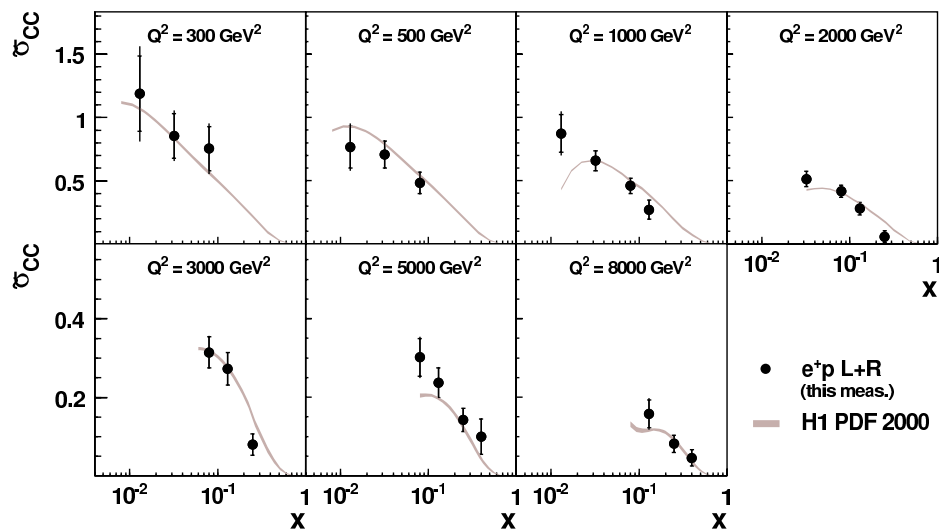 σ̃CC
Q² = 300 GeV²
Q² = 500 GeV²
Q² = 1000 GeV²
Q² = 2000 GeV²
1.5
1
0.5
10⁻² 10⁻¹ 1
x
σ̃CC
Q² = 3000 GeV²
Q² = 5000 GeV²
Q² = 8000 GeV²
0.4
0.2
e⁺p L+R
(this meas.)
H1 PDF 2000
10⁻² 10⁻¹ 1 10⁻² 10⁻¹ 1 10⁻² 10⁻¹ 1
x x x